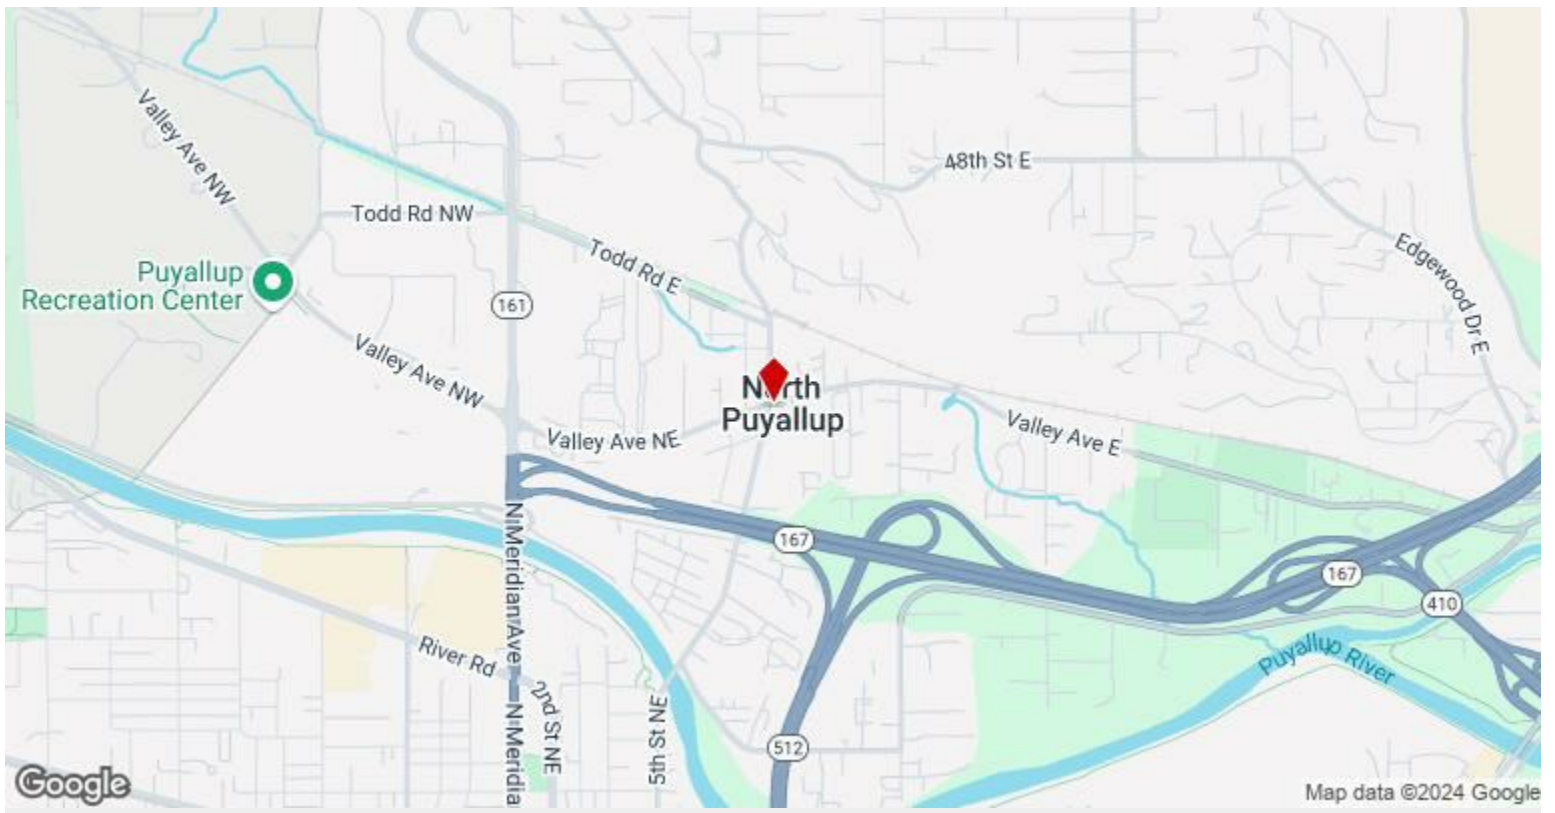 Valley Ave NW
48th St E
Todd Rd NW
Todd Rd E
Edgewood Dr E
Puyallup
Recreation Center
161
Valley Ave NW
North
Puyallup
Valley Ave NE
Valley Ave E
N Meridian Ave
167
167
410
River Rd
Puyallup River
2nd St NE
5th St NE
N Meridia
512
Google
Map data ©2024 Google